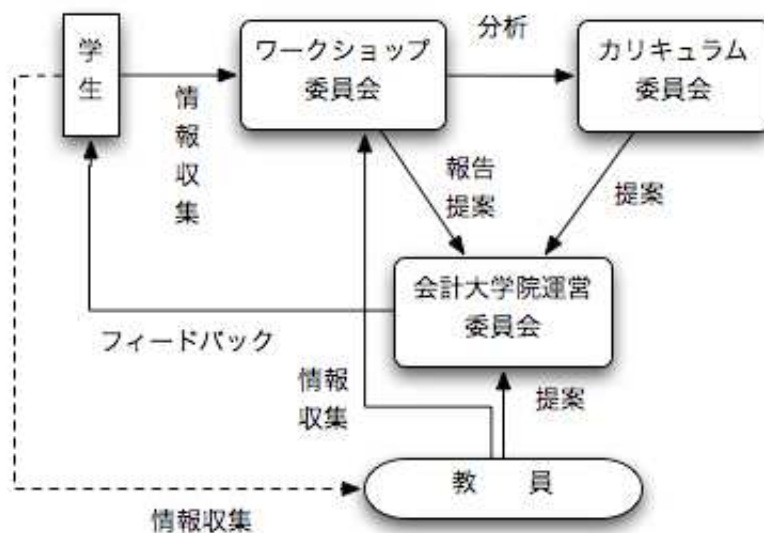 学生
ワークショップ
委員会
分析
カリキュラム
委員会
情報収集
報告
提案
提案
会計大学院運営
委員会
フィードバック
情報
収集
提案
教　員
情報収集